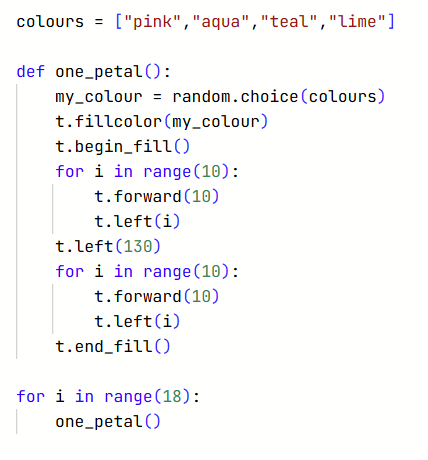 colours = ["pink","aqua","teal","lime"]
def one_petal():
    my_colour = random.choice(colours)
    t.fillcolor(my_colour)
    t.begin_fill()
    for i in range(10):
        t.forward(10)
        t.left(i)
    t.left(130)
    for i in range(10):
        t.forward(10)
        t.left(i)
    t.end_fill()
for i in range(18):
    one_petal()